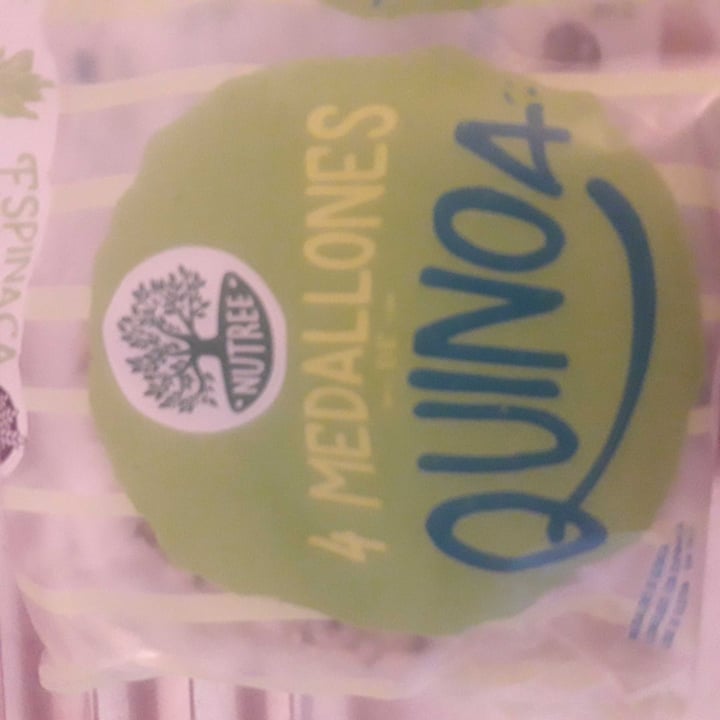 NUTREE
4 MEDALLONES
DE
QUINOA
ESPINACA